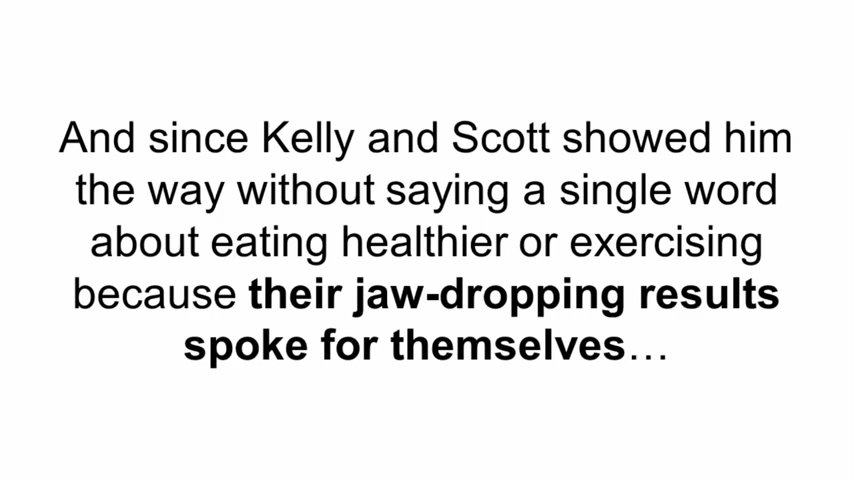 And since Kelly and Scott showed him
the way without saying a single word
about eating healthier or exercising
because their jaw-dropping results
spoke for themselves…